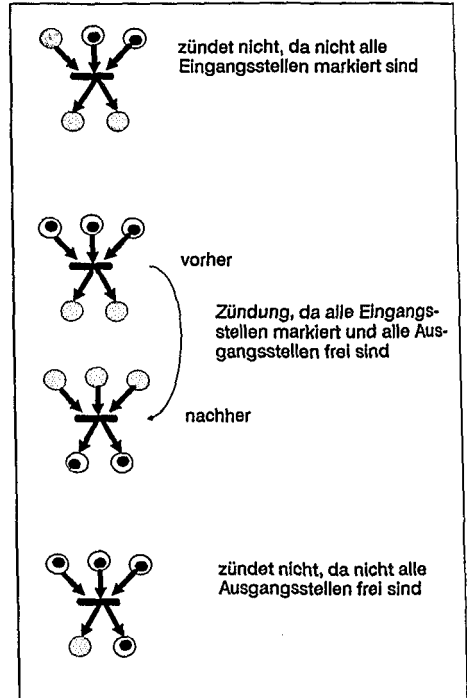 zündet nicht, da nicht alle
Eingangsstellen markiert sind
vorher
Zündung, da alle Eingangs-
stellen markiert und alle Aus-
gangsstellen frei sind
nachher
zündet nicht, da nicht alle
Ausgangsstellen frei sind